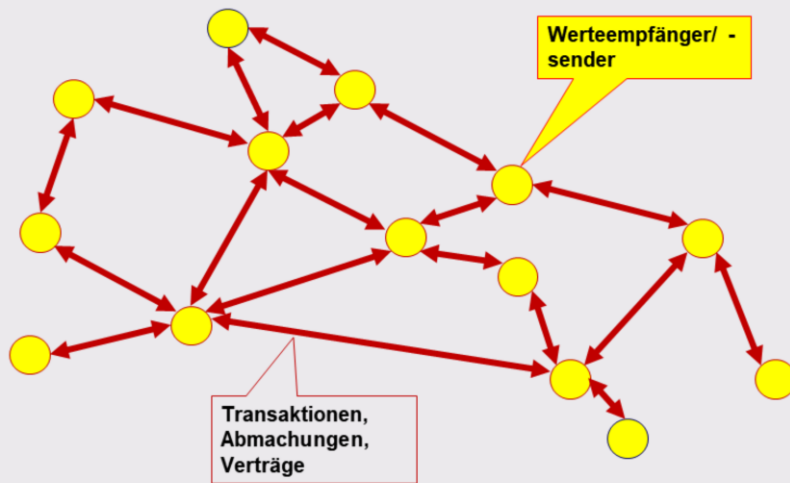 Werteempfänger/ -
sender
Transaktionen,
Abmachungen,
Verträge